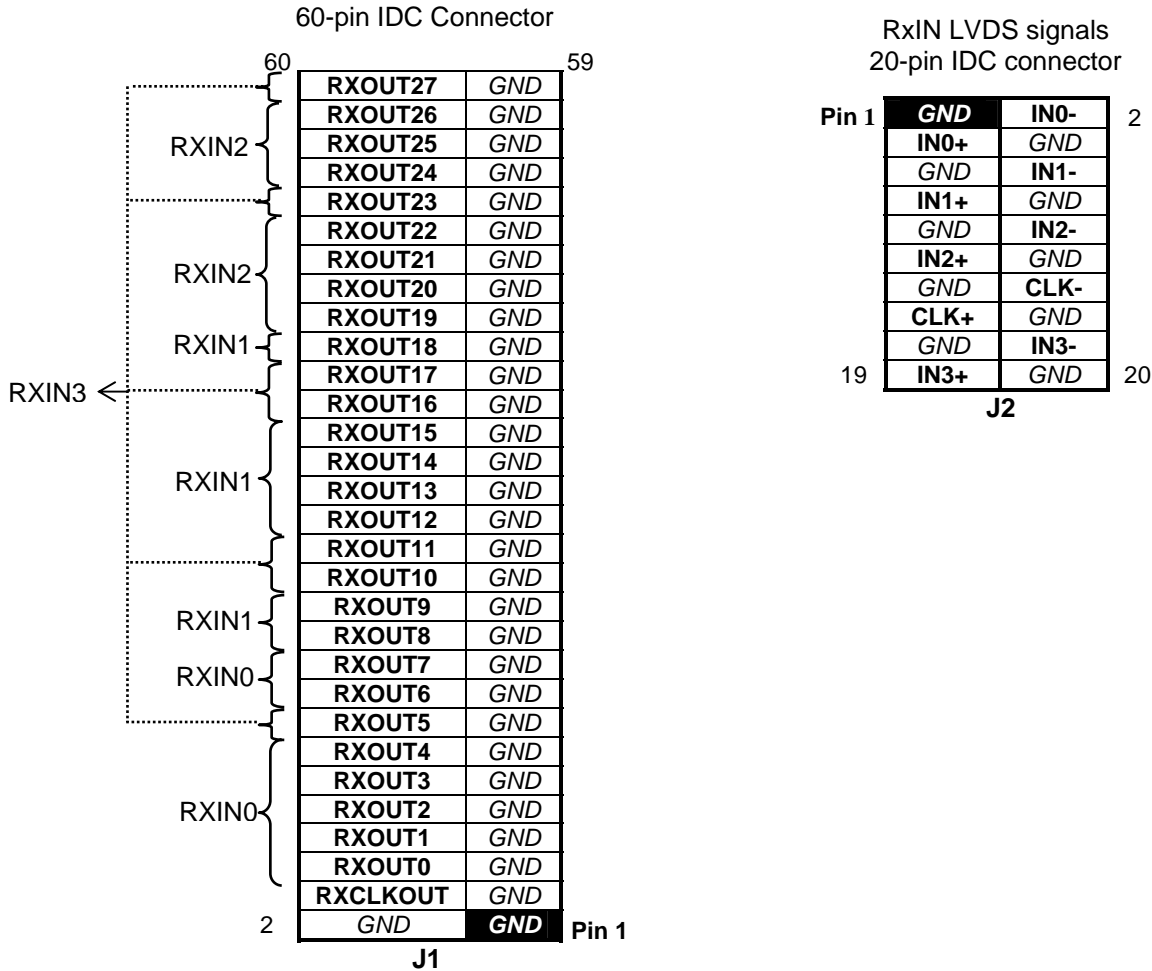 60-pin IDC Connector
60 59
RXOUT27 GND
RXOUT26 GND
RXIN2 RXOUT25 GND
RXOUT24 GND
RXOUT23 GND
RXOUT22 GND
RXIN2 RXOUT21 GND
RXOUT20 GND
RXOUT19 GND
RXIN1 RXOUT18 GND
RXOUT17 GND
RXIN3 RXOUT16 GND
RXOUT15 GND
RXOUT14 GND
RXIN1 RXOUT13 GND
RXOUT12 GND
RXOUT11 GND
RXOUT10 GND
RXIN1 RXOUT9 GND
RXOUT8 GND
RXIN0 RXOUT7 GND
RXOUT6 GND
RXOUT5 GND
RXOUT4 GND
RXOUT3 GND
RXIN0 RXOUT2 GND
RXOUT1 GND
RXOUT0 GND
RXCLKOUT GND
2 GND GND Pin 1
J1
RxIN LVDS signals
20-pin IDC connector
Pin 1 GND IN0- 2
IN0+ GND
GND IN1-
IN1+ GND
GND IN2-
IN2+ GND
GND CLK-
CLK+ GND
GND IN3-
19 IN3+ GND 20
J2